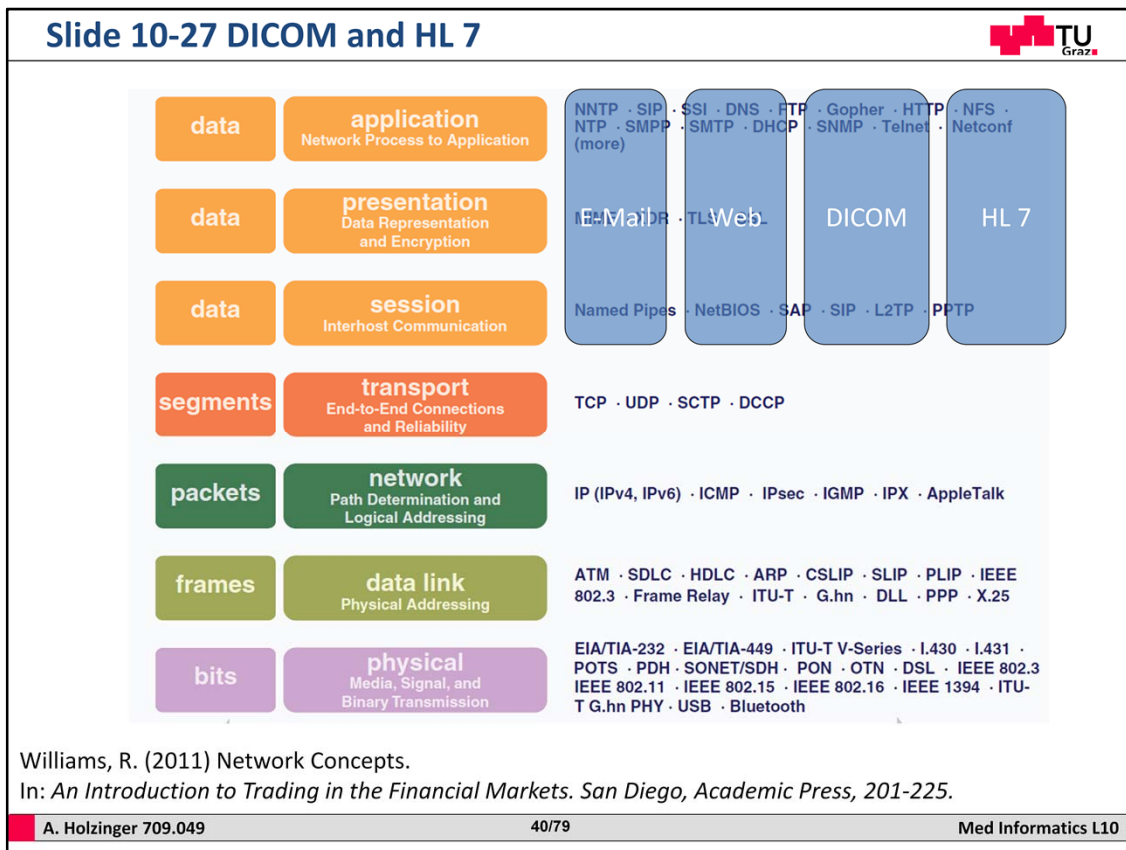 Slide 10-27 DICOM and HL 7
TU
Graz
data
application
Network Process to Application
NNTP · SIP · SSI · DNS · FTP · Gopher · HTTP · NFS ·
NTP · SMPP · SMTP · DHCP · SNMP · Telnet · Netconf
(more)
data
presentation
Data Representation
and Encryption
E-Mail
Web
DICOM
HL 7
· TLS ·
data
session
Interhost Communication
Named Pipes · NetBIOS · SAP · SIP · L2TP · PPTP
segments
transport
End-to-End Connections
and Reliability
TCP · UDP · SCTP · DCCP
packets
network
Path Determination and
Logical Addressing
IP (IPv4, IPv6) · ICMP · IPsec · IGMP · IPX · AppleTalk
frames
data link
Physical Addressing
ATM · SDLC · HDLC · ARP · CSLIP · SLIP · PLIP · IEEE
802.3 · Frame Relay · ITU-T · G.hn · DLL · PPP · X.25
bits
physical
Media, Signal, and
Binary Transmission
EIA/TIA-232 · EIA/TIA-449 · ITU-T V-Series · I.430 · I.431 ·
POTS · PDH · SONET/SDH · PON · OTN · DSL · IEEE 802.3
IEEE 802.11 · IEEE 802.15 · IEEE 802.16 · IEEE 1394 · ITU-
T G.hn PHY · USB · Bluetooth
Williams, R. (2011) Network Concepts.
In: An Introduction to Trading in the Financial Markets. San Diego, Academic Press, 201-225.
A. Holzinger 709.049
40/79
Med Informatics L10